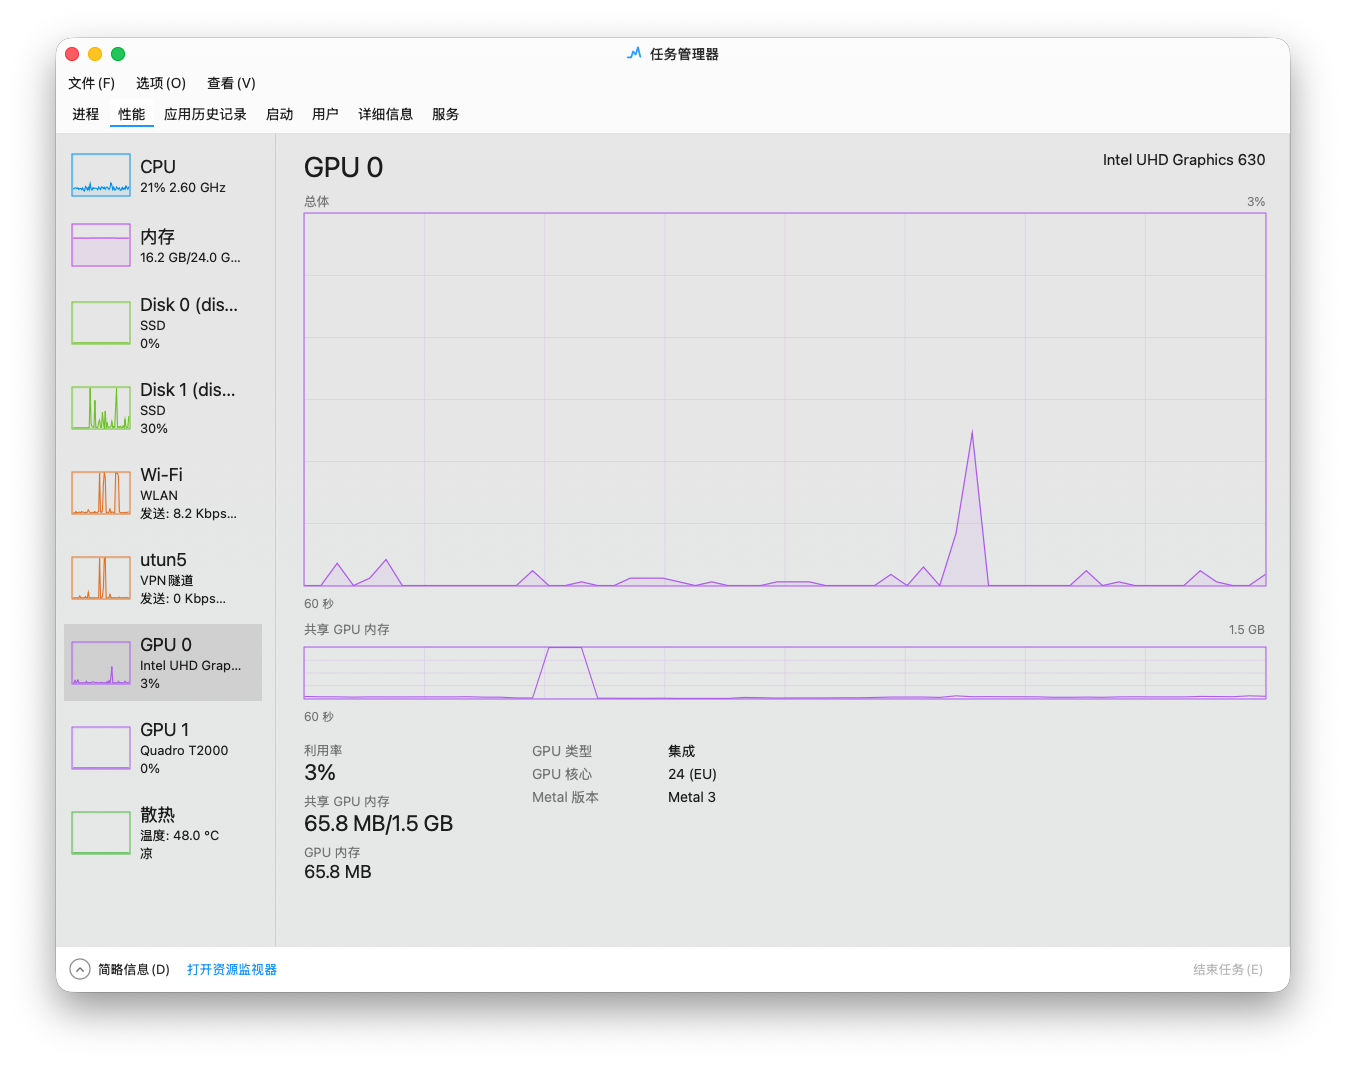 任务管理器
文件(F) 选项(O) 查看(V)
进程 性能 应用历史记录 启动 用户 详细信息 服务
CPU
21% 2.60 GHz
内存
16.2 GB/24.0 G...
Disk 0 (dis...
SSD
0%
Disk 1 (dis...
SSD
30%
Wi-Fi
WLAN
发送: 8.2 Kbps...
utun5
VPN 隧道
发送: 0 Kbps...
GPU 0
Intel UHD Grap...
3%
GPU 1
Quadro T2000
0%
散热
温度: 48.0 °C
凉
GPU 0 Intel UHD Graphics 630
总体 3%
60 秒
共享 GPU 内存 1.5 GB
60 秒
利用率
3%
共享 GPU 内存
65.8 MB/1.5 GB
GPU 内存
65.8 MB
GPU 类型 集成
GPU 核心 24 (EU)
Metal 版本 Metal 3
简略信息(D) 打开资源监视器 结束任务(E)